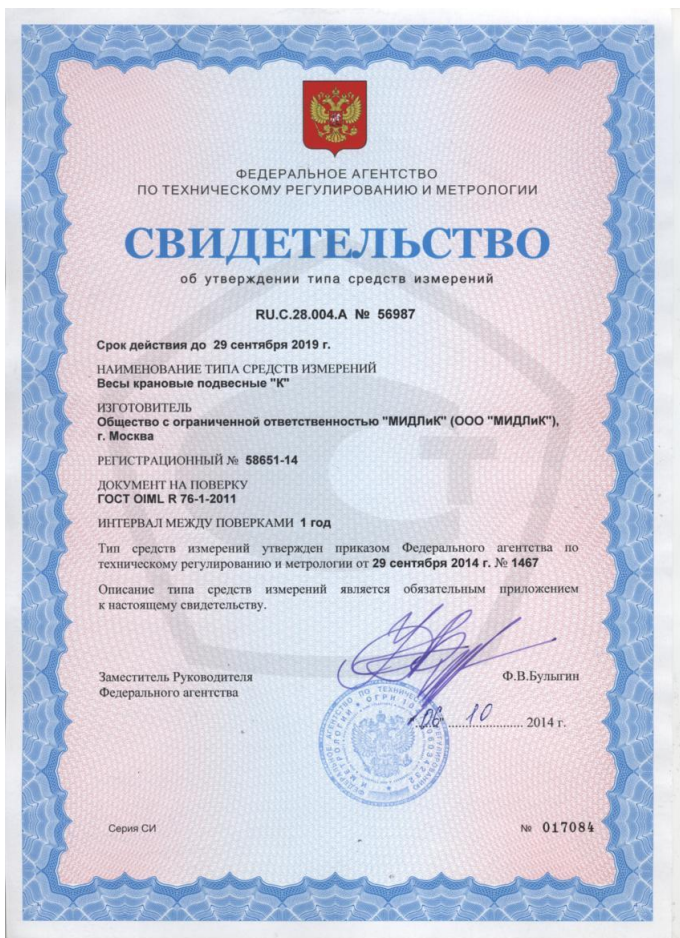 ФЕДЕРАЛЬНОЕ АГЕНТСТВО
ПО ТЕХНИЧЕСКОМУ РЕГУЛИРОВАНИЮ И МЕТРОЛОГИИ
СВИДЕТЕЛЬСТВО
об утверждении типа средств измерений
RU.C.28.004.A № 56987
Срок действия до 29 сентября 2019 г.
НАИМЕНОВАНИЕ ТИПА СРЕДСТВ ИЗМЕРЕНИЙ
Весы крановые подвесные "К"
ИЗГОТОВИТЕЛЬ
Общество с ограниченной ответственностью "МИДЛиК" (ООО "МИДЛиК"),
г. Москва
РЕГИСТРАЦИОННЫЙ № 58651-14
ДОКУМЕНТ НА ПОВЕРКУ
ГОСТ OIML R 76-1-2011
ИНТЕРВАЛ МЕЖДУ ПОВЕРКАМИ 1 год
Тип средств измерений утвержден приказом Федерального агентства по
техническому регулированию и метрологии от 29 сентября 2014 г. № 1467
Описание типа средств измерений является обязательным приложением
к настоящему свидетельству.
Заместитель Руководителя
Федерального агентства
Ф.В.Булыгин
"06" 10 2014 г.
Серия СИ
№ 017084